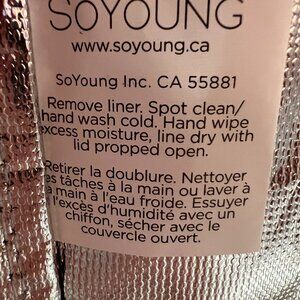 SOYOUNG
www.soyoung.ca
SoYoung Inc. CA 55881
Remove liner. Spot clean/
hand wash cold. Hand wipe
excess moisture, line dry with
lid propped open.
Retirer la doublure. Nettoyer
es tâches à la main ou laver à
a main à l'eau froide. Essuyer
l'excès d'humidité avec un
chiffon, sécher avec le
couvercle ouvert.